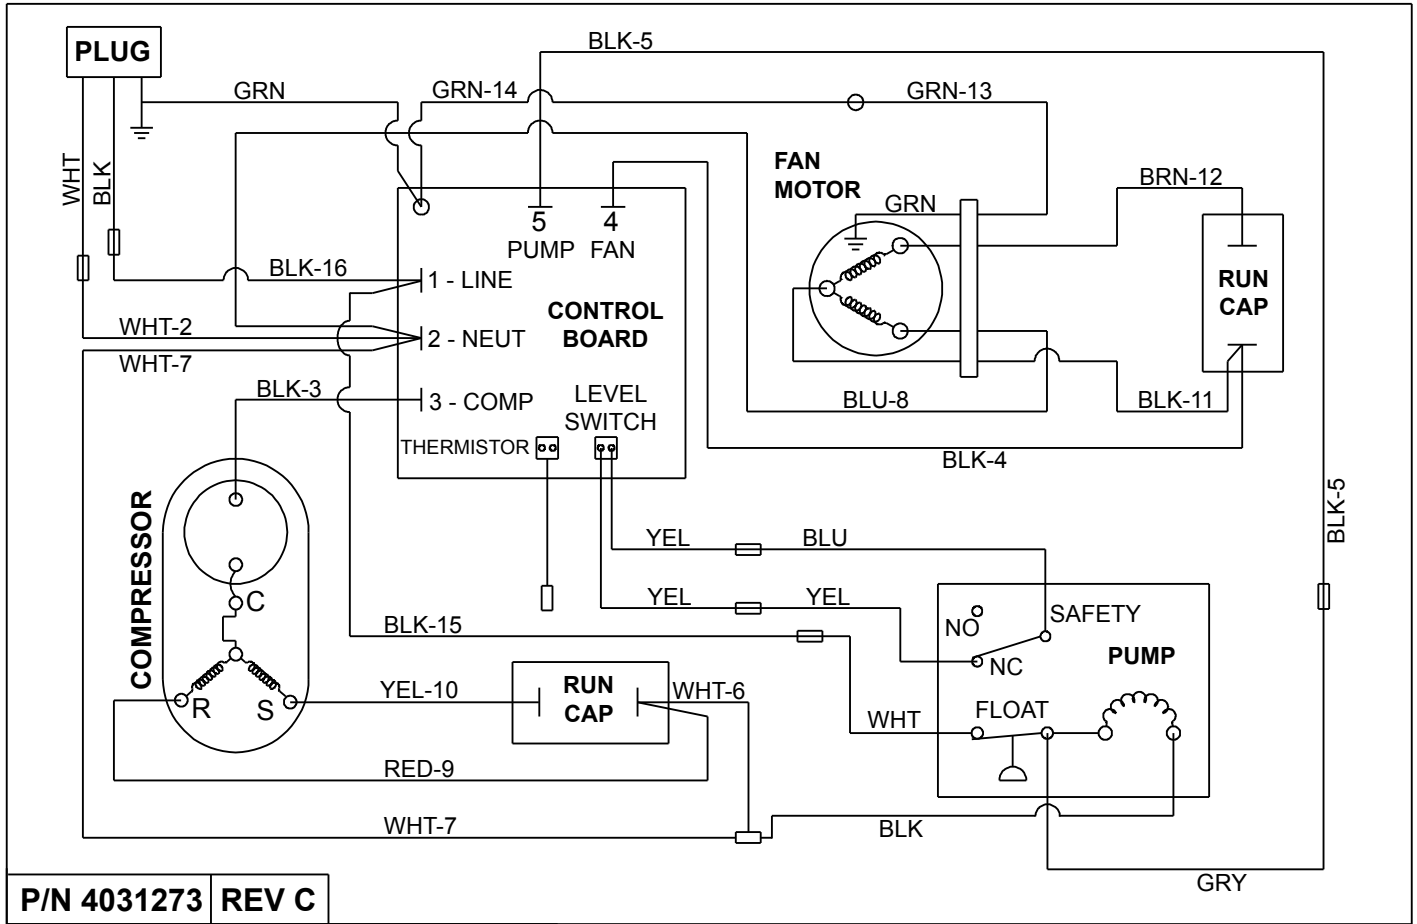 PLUG
BLK-5
GRN
GRN-14
GRN-13
WHT
BLK
FAN
MOTOR
BRN-12
GRN
5
4
PUMP
FAN
BLK-16
1 - LINE
CONTROL
BOARD
RUN
CAP
WHT-2
2 - NEUT
WHT-7
BLK-3
3 - COMP
LEVEL
SWITCH
BLU-8
BLK-11
THERMISTOR
BLK-4
COMPRESSOR
BLK-5
YEL
BLU
YEL
YEL
C
NO
SAFETY
BLK-15
NC
PUMP
R
S
YEL-10
RUN
CAP
WHT-6
WHT
FLOAT
RED-9
WHT-7
BLK
GRY
P/N 4031273
REV C